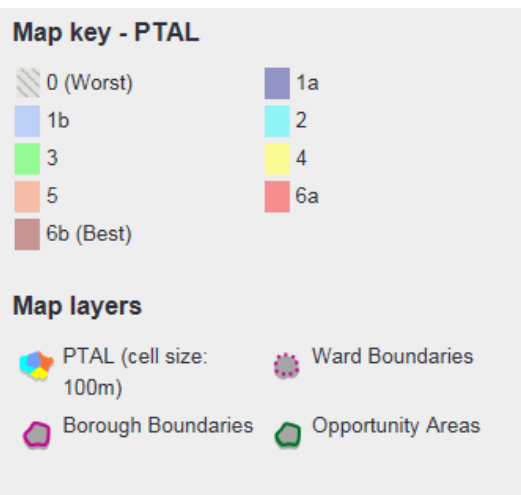 Map key - PTAL
0 (Worst)
1a
1b
2
3
4
5
6a
6b (Best)
Map layers
PTAL (cell size:
100m)
Ward Boundaries
Borough Boundaries
Opportunity Areas